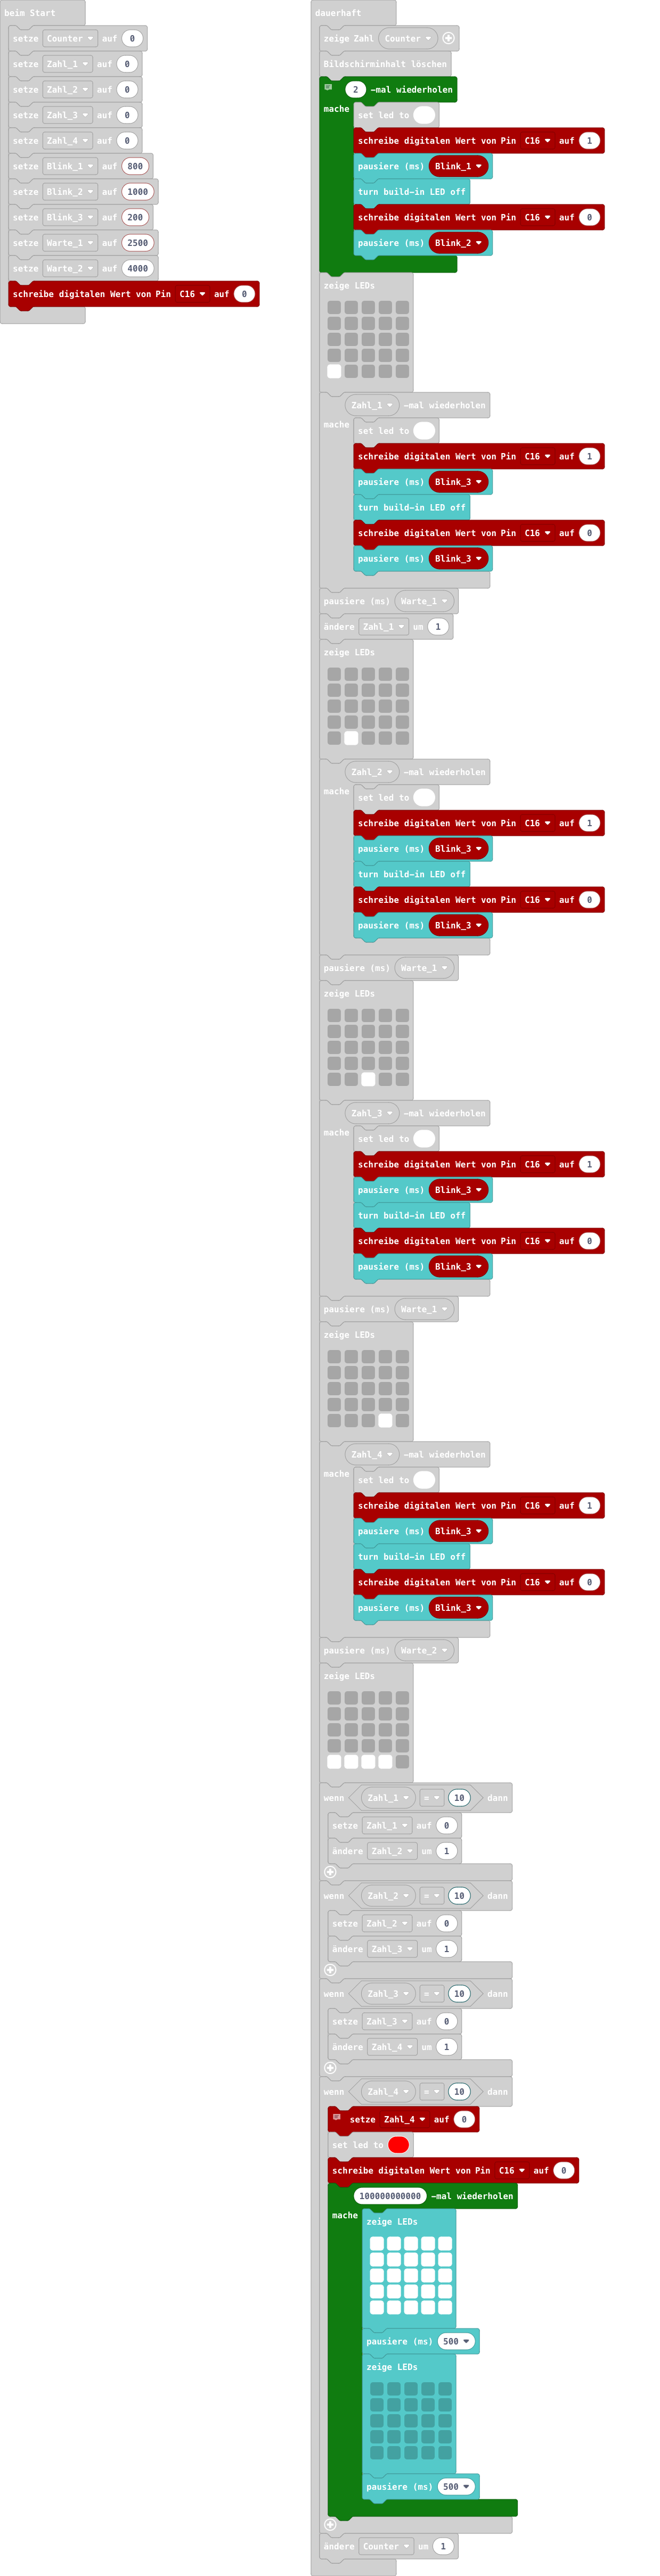 beim Start
setze Counter auf 0
setze Zahl_1 auf 0
setze Zahl_2 auf 0
setze Zahl_3 auf 0
setze Zahl_4 auf 0
setze Blink_1 auf 800
setze Blink_2 auf 1000
setze Blink_3 auf 200
setze Warte_1 auf 2500
setze Warte_2 auf 4000
schreibe digitalen Wert von Pin C16 auf 0
dauerhaft
zeige Zahl Counter
Bildschirminhalt löschen
2 -mal wiederholen
mache
set led to
schreibe digitalen Wert von Pin C16 auf 1
pausiere (ms) Blink_1
turn build-in LED off
schreibe digitalen Wert von Pin C16 auf 0
pausiere (ms) Blink_2
zeige LEDs
Zahl_1 -mal wiederholen
mache
set led to
schreibe digitalen Wert von Pin C16 auf 1
pausiere (ms) Blink_3
turn build-in LED off
schreibe digitalen Wert von Pin C16 auf 0
pausiere (ms) Blink_3
pausiere (ms) Warte_1
ändere Zahl_1 um 1
zeige LEDs
Zahl_2 -mal wiederholen
mache
set led to
schreibe digitalen Wert von Pin C16 auf 1
pausiere (ms) Blink_3
turn build-in LED off
schreibe digitalen Wert von Pin C16 auf 0
pausiere (ms) Blink_3
pausiere (ms) Warte_1
zeige LEDs
Zahl_3 -mal wiederholen
mache
set led to
schreibe digitalen Wert von Pin C16 auf 1
pausiere (ms) Blink_3
turn build-in LED off
schreibe digitalen Wert von Pin C16 auf 0
pausiere (ms) Blink_3
pausiere (ms) Warte_1
zeige LEDs
Zahl_4 -mal wiederholen
mache
set led to
schreibe digitalen Wert von Pin C16 auf 1
pausiere (ms) Blink_3
turn build-in LED off
schreibe digitalen Wert von Pin C16 auf 0
pausiere (ms) Blink_3
pausiere (ms) Warte_2
zeige LEDs
wenn Zahl_1 = 10 dann
setze Zahl_1 auf 0
ändere Zahl_2 um 1
wenn Zahl_2 = 10 dann
setze Zahl_2 auf 0
ändere Zahl_3 um 1
wenn Zahl_3 = 10 dann
setze Zahl_3 auf 0
ändere Zahl_4 um 1
wenn Zahl_4 = 10 dann
setze Zahl_4 auf 0
set led to
schreibe digitalen Wert von Pin C16 auf 0
100000000000 -mal wiederholen
mache
zeige LEDs
pausiere (ms) 500
zeige LEDs
pausiere (ms) 500
ändere Counter um 1